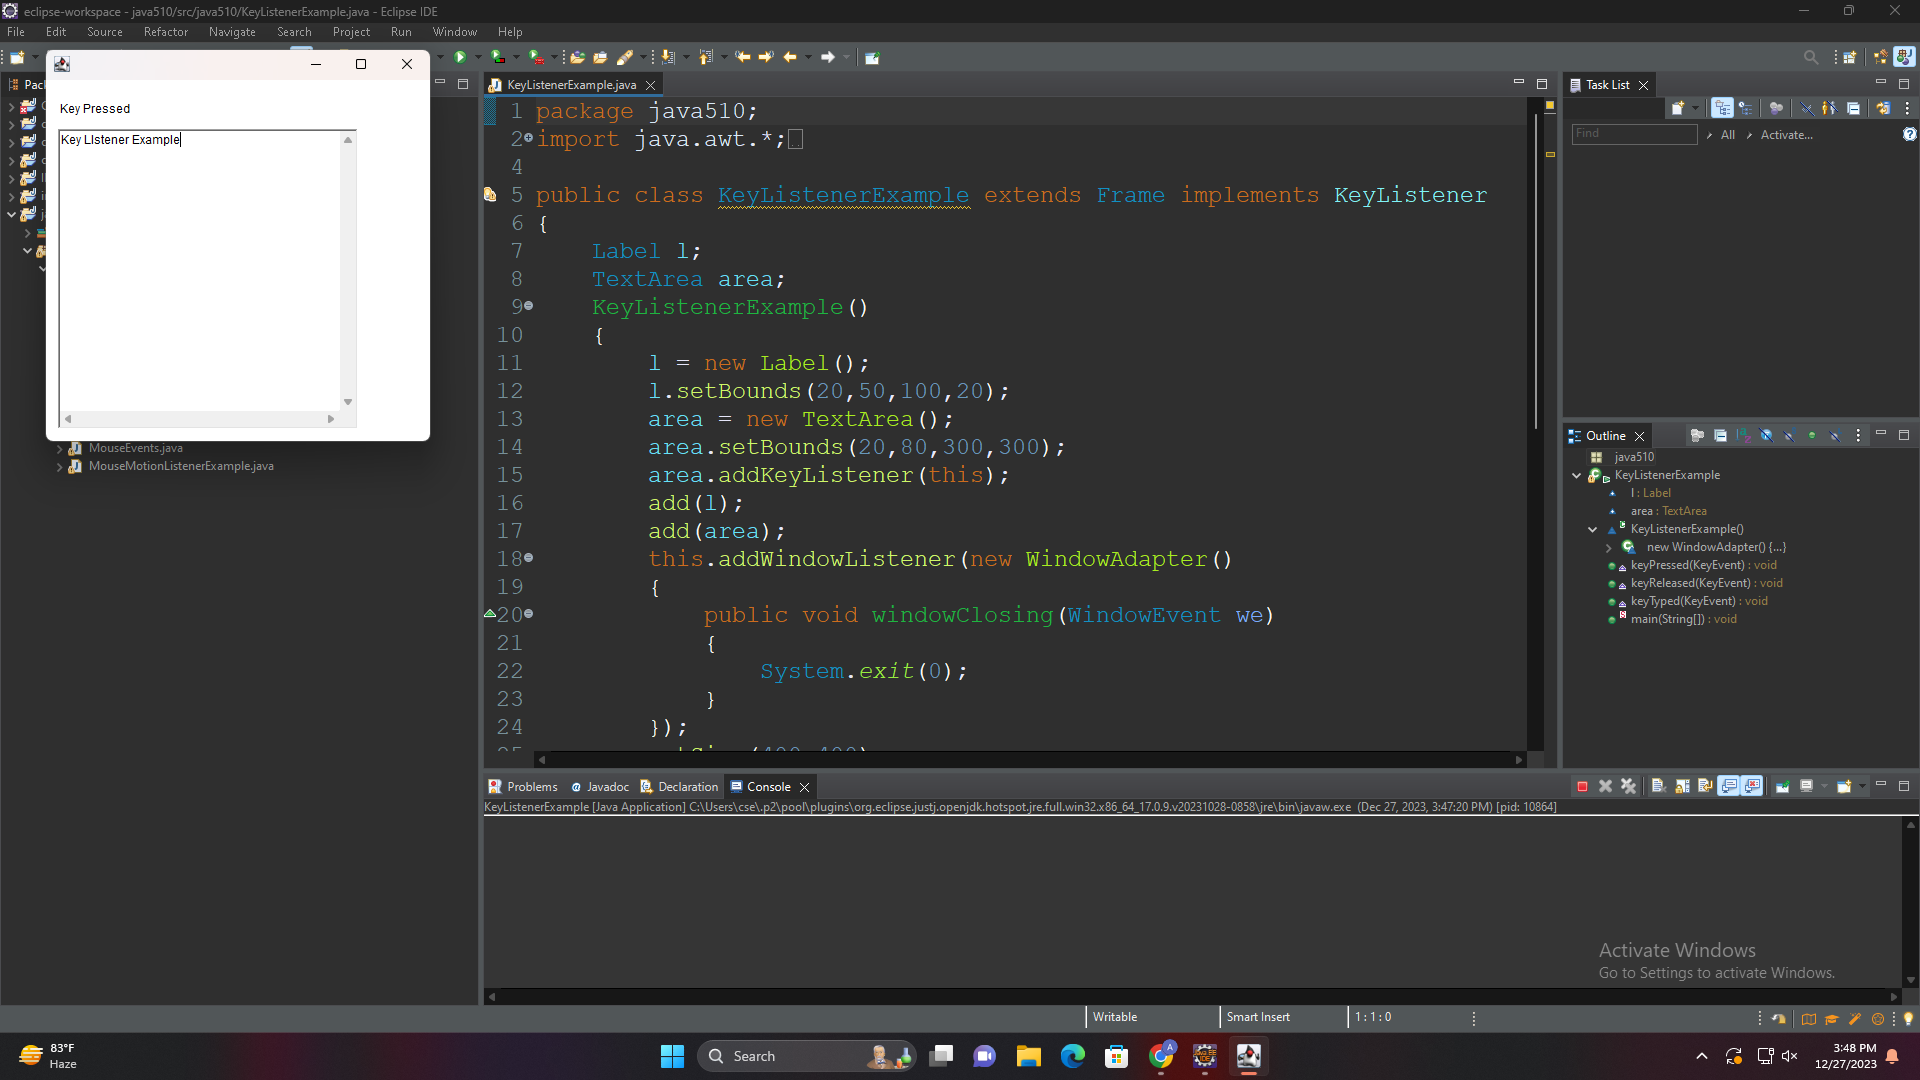 eclipse-workspace - java510/src/java510/KeyListenerExample.java - Eclipse IDE
File Edit Source Refactor Navigate Search Project Run Window Help
Key Pressed
Key LIstener Example
MouseEvents.java
MouseMotionListenerExample.java
KeyListenerExample.java
1 package java510;
2 import java.awt.*;
4
5 public class KeyListenerExample extends Frame implements KeyListener
6 {
7 Label l;
8 TextArea area;
9 KeyListenerExample()
10 {
11 l = new Label();
12 l.setBounds(20,50,100,20);
13 area = new TextArea();
14 area.setBounds(20,80,300,300);
15 area.addKeyListener(this);
16 add(l);
17 add(area);
18 this.addWindowListener(new WindowAdapter()
19 {
20 public void windowClosing(WindowEvent we)
21 {
22 System.exit(0);
23 }
24 });
Task List
Find All Activate...
Outline
java510
KeyListenerExample
l : Label
area : TextArea
KeyListenerExample()
new WindowAdapter() {...}
keyPressed(KeyEvent) : void
keyReleased(KeyEvent) : void
keyTyped(KeyEvent) : void
main(String[]) : void
Problems @ Javadoc Declaration Console
KeyListenerExample [Java Application] C:\Users\cse\.p2\pool\plugins\org.eclipse.justj.openjdk.hotspot.jre.full.win32.x86_64_17.0.9.v20231028-0858\jre\bin\javaw.exe (Dec 27, 2023, 3:47:20 PM) [pid: 10864]
Activate Windows
Go to Settings to activate Windows.
Writable Smart Insert 1 : 1 : 0
83°F
Haze
Search
3:48 PM
12/27/2023